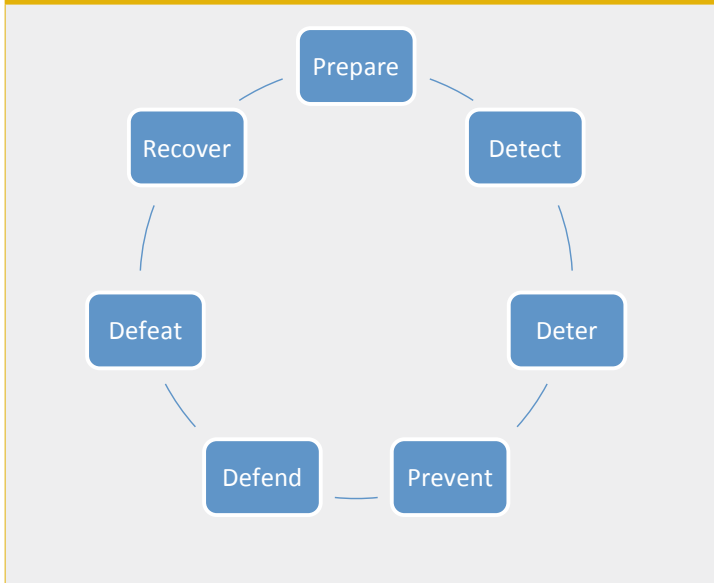 Prepare
Detect
Deter
Prevent
Defend
Defeat
Recover